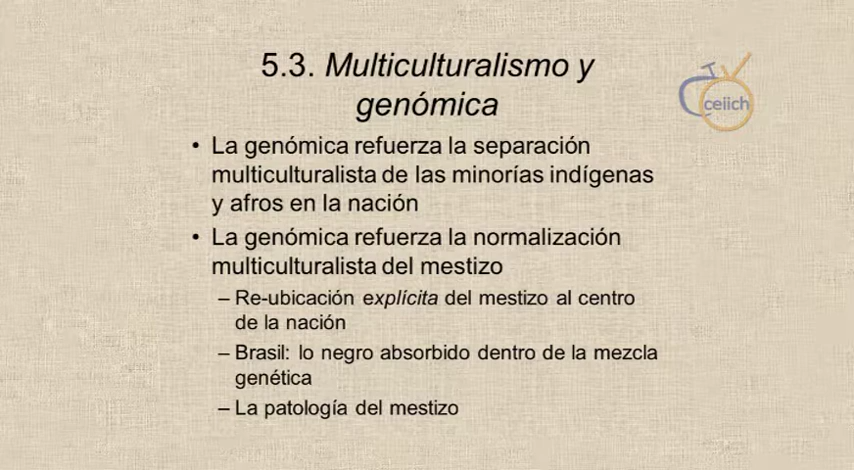 5.3. Multiculturalismo y
genómica
ceiich
• La genómica refuerza la separación
multiculturalista de las minorías indígenas
y afros en la nación
• La genómica refuerza la normalización
multiculturalista del mestizo
– Re-ubicación explícita del mestizo al centro
de la nación
– Brasil: lo negro absorbido dentro de la mezcla
genética
– La patología del mestizo